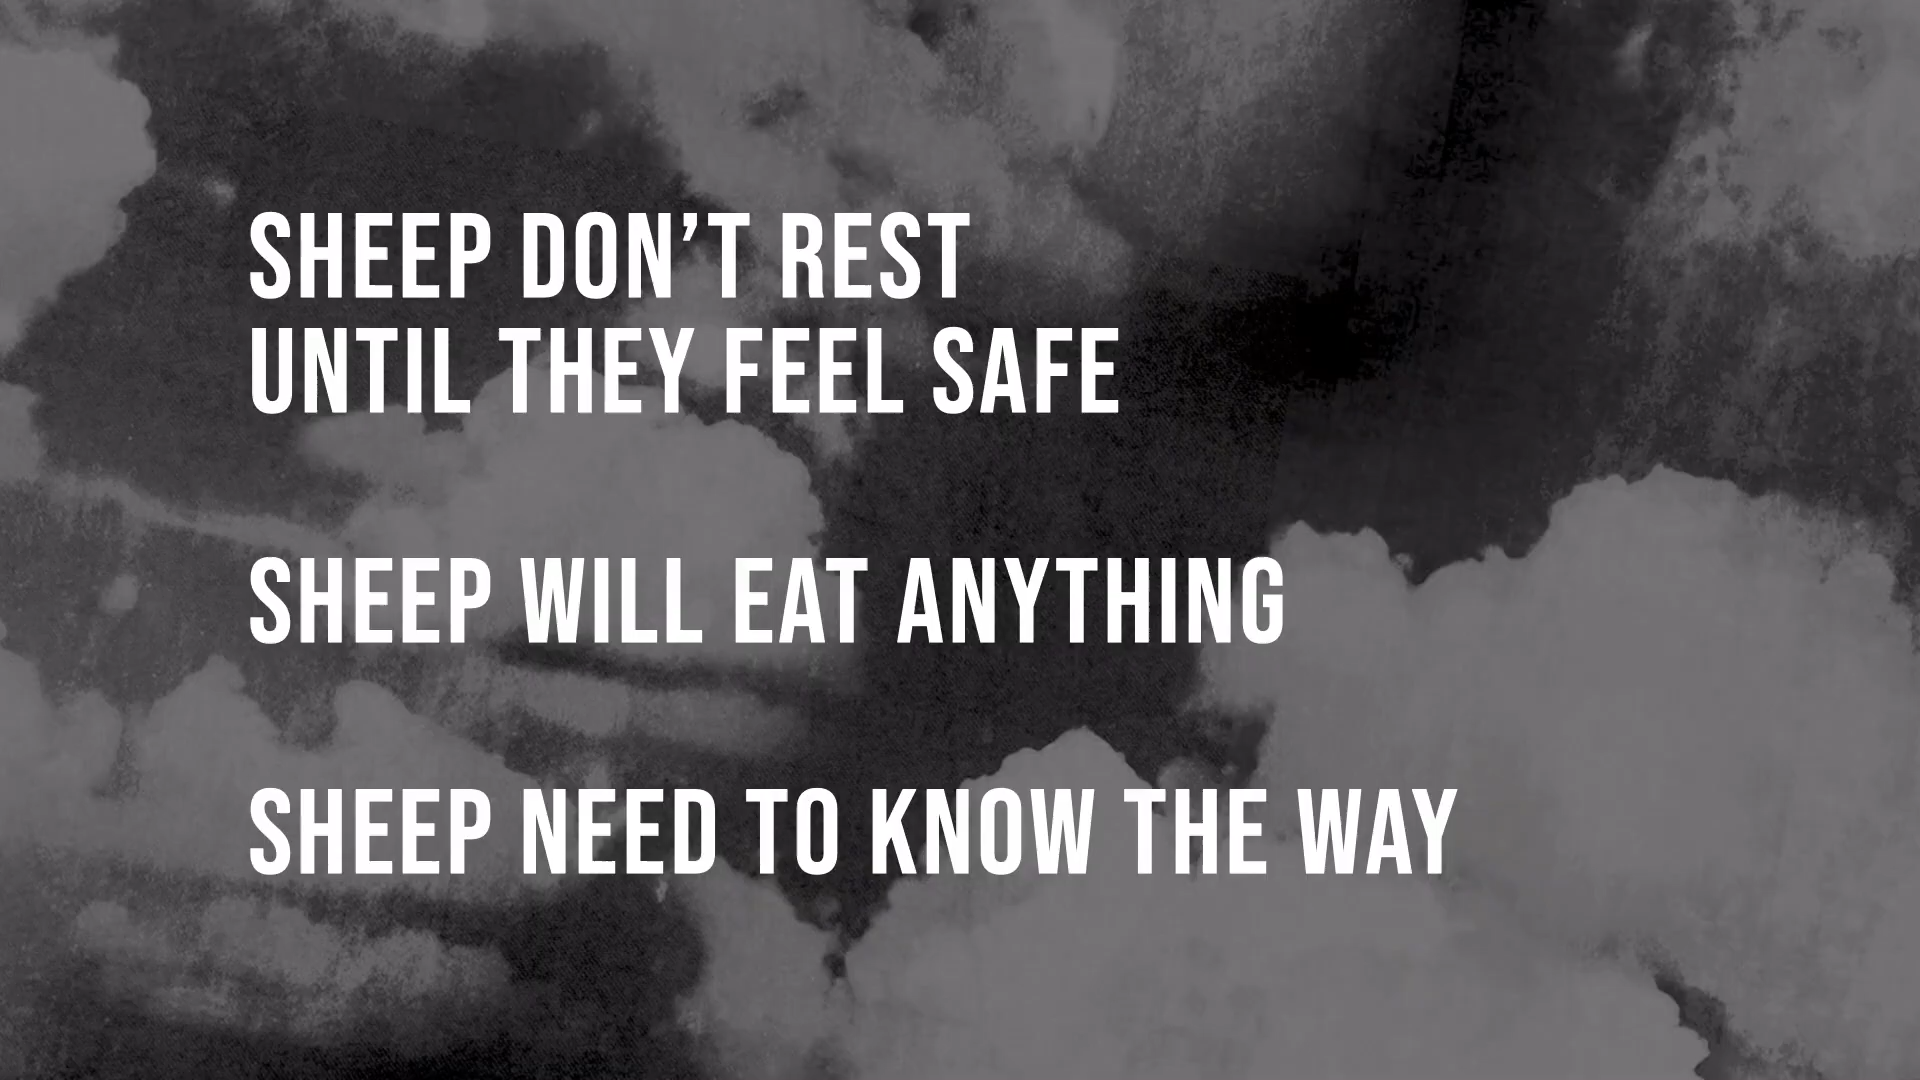 SHEEP DON’T REST
UNTIL THEY FEEL SAFE
SHEEP WILL EAT ANYTHING
SHEEP NEED TO KNOW THE WAY